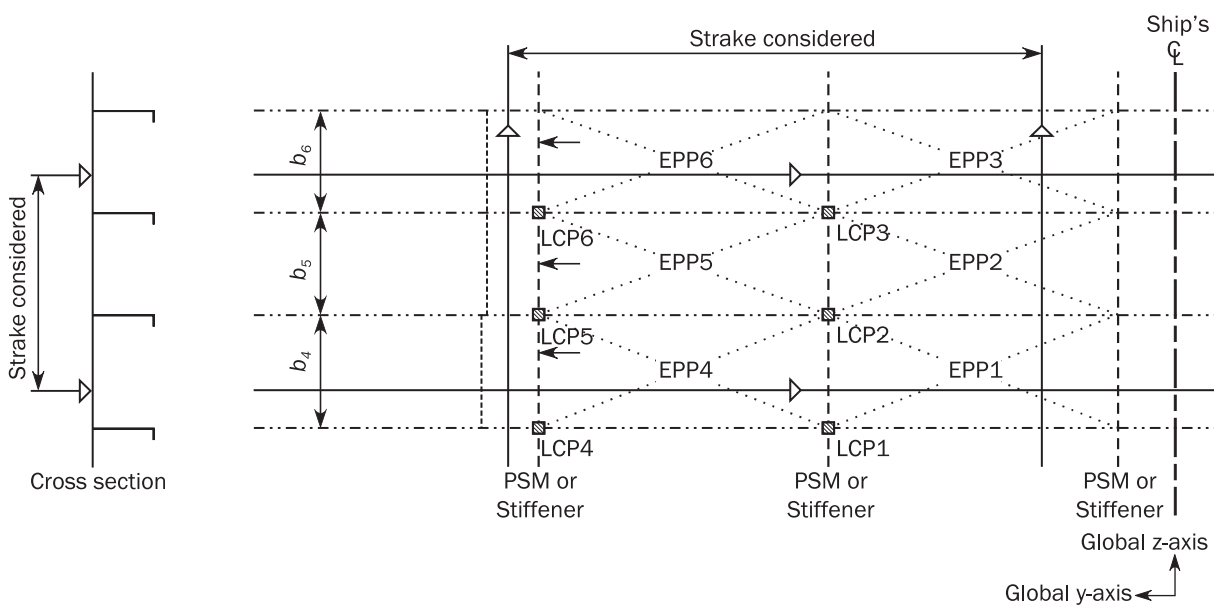 Ship's
℄
Strake considered
Strake considered
b₆
b₅
b₄
EPP6
EPP3
LCP6
LCP3
EPP5
EPP2
LCP5
LCP2
EPP4
EPP1
LCP4
LCP1
Cross section
PSM or
Stiffener
PSM or
Stiffener
PSM or
Stiffener
Global z-axis
Global y-axis